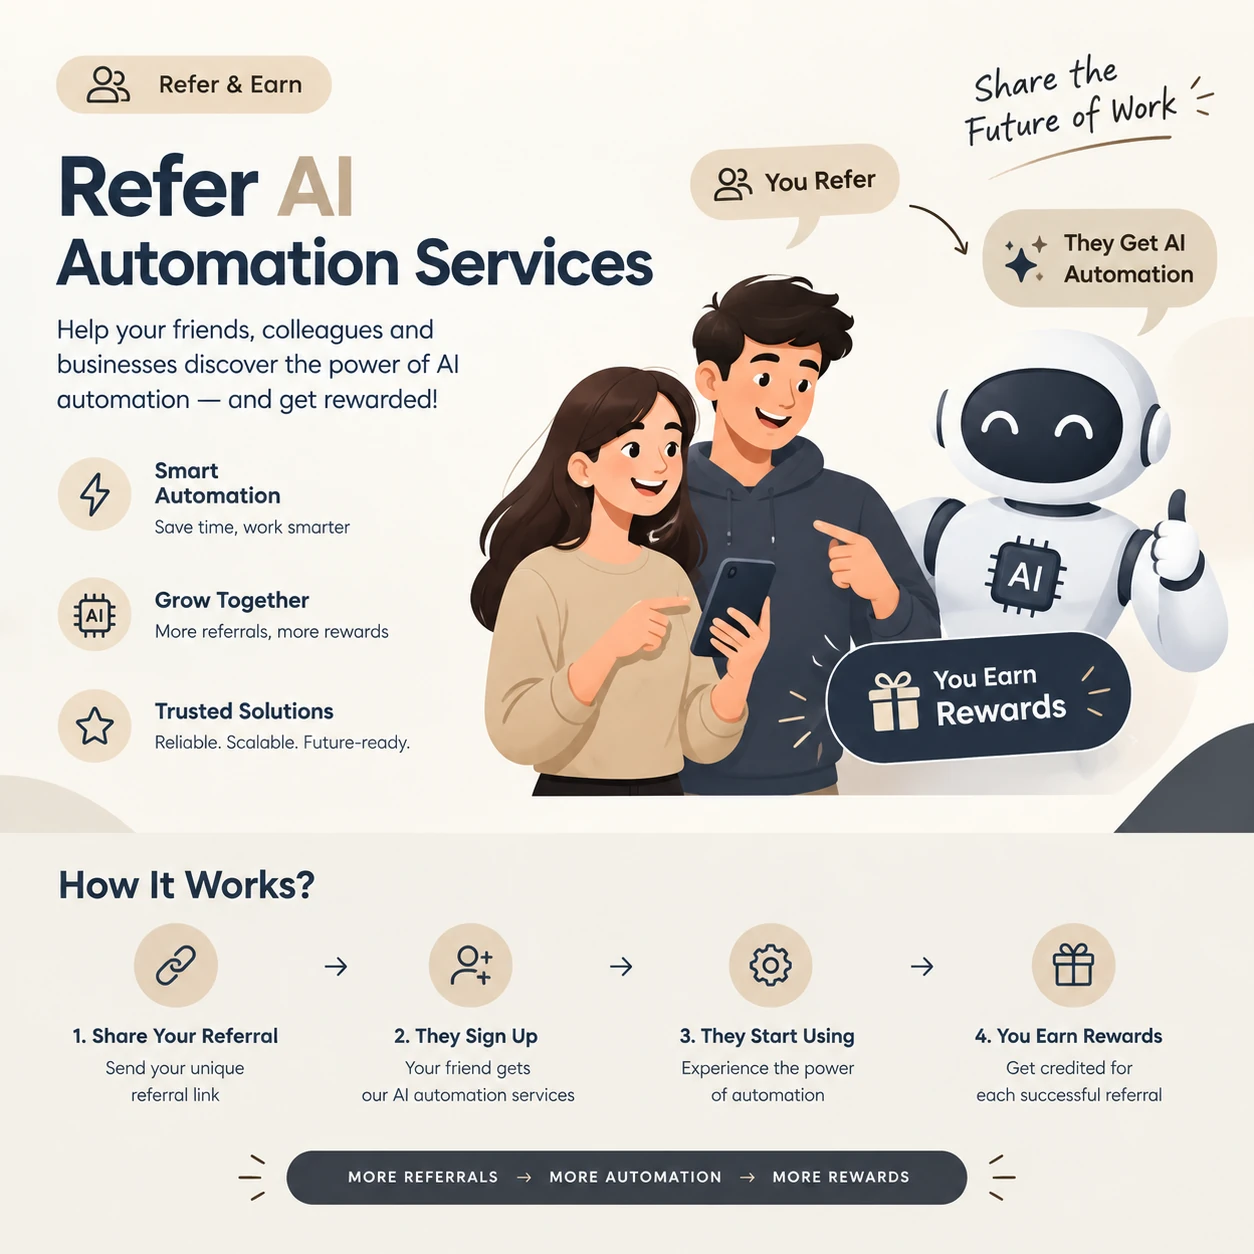 Refer & Earn
Share the
Future of Work
Refer AI
Automation Services
Help your friends, colleagues and
businesses discover the power of AI
automation — and get rewarded!
You Refer
They Get AI
Automation
Smart
Automation
Save time, work smarter
AI
Grow Together
More referrals, more rewards
Trusted Solutions
Reliable. Scalable. Future-ready.
AI
You Earn
Rewards
How It Works?
1. Share Your Referral
Send your unique
referral link
2. They Sign Up
Your friend gets
our AI automation services
3. They Start Using
Experience the power
of automation
4. You Earn Rewards
Get credited for
each successful referral
MORE REFERRALS → MORE AUTOMATION → MORE REWARDS